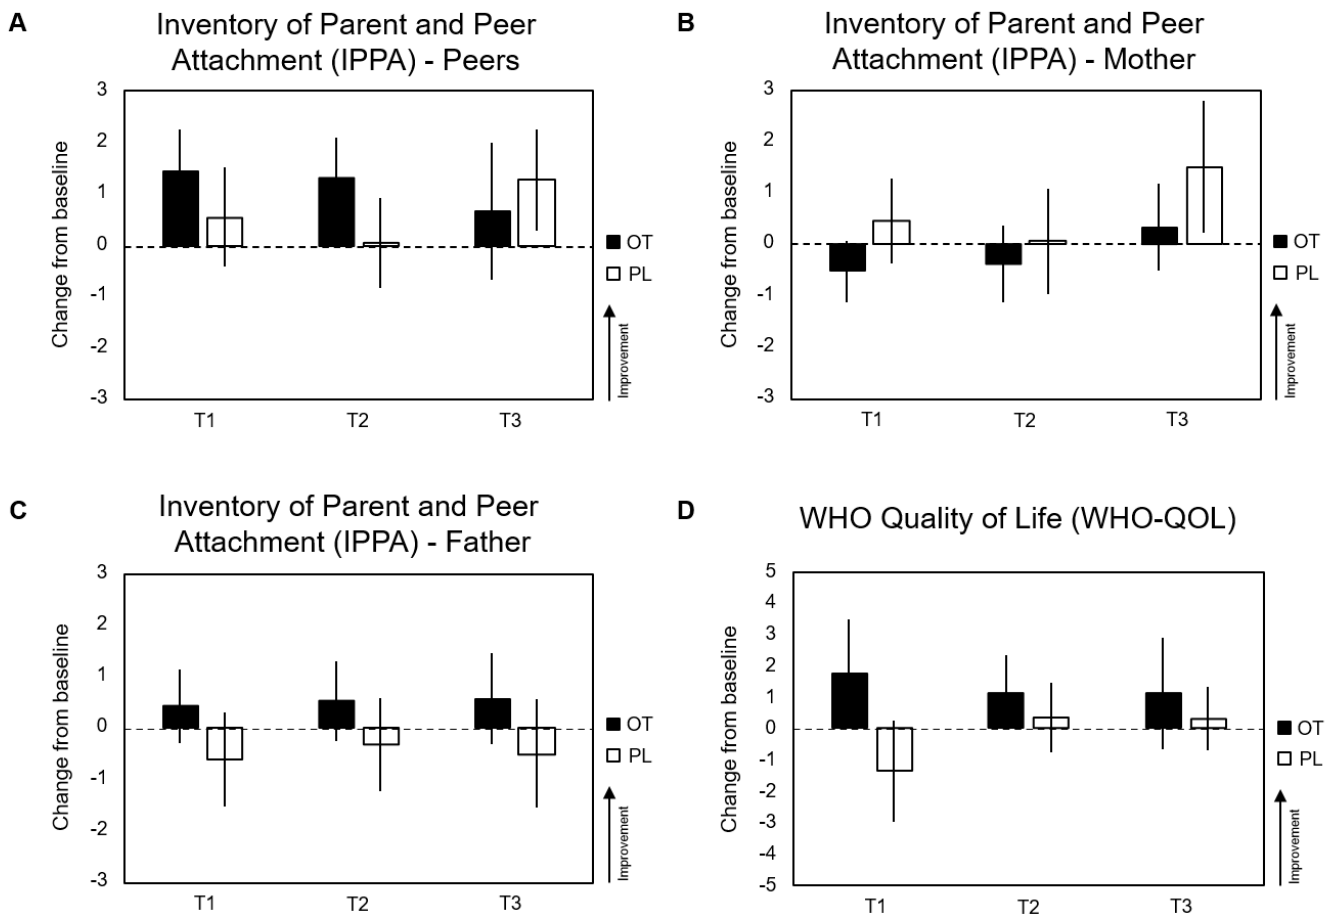 A
Inventory of Parent and Peer
Attachment (IPPA) - Peers
Change from baseline
3
2
1
0
-1
-2
-3
T1
T2
T3
OT
PL
Improvement
B
Inventory of Parent and Peer
Attachment (IPPA) - Mother
Change from baseline
3
2
1
0
-1
-2
-3
T1
T2
T3
OT
PL
Improvement
C
Inventory of Parent and Peer
Attachment (IPPA) - Father
Change from baseline
3
2
1
0
-1
-2
-3
T1
T2
T3
OT
PL
Improvement
D
WHO Quality of Life (WHO-QOL)
Change from baseline
5
4
3
2
1
0
-1
-2
-3
-4
-5
T1
T2
T3
OT
PL
Improvement